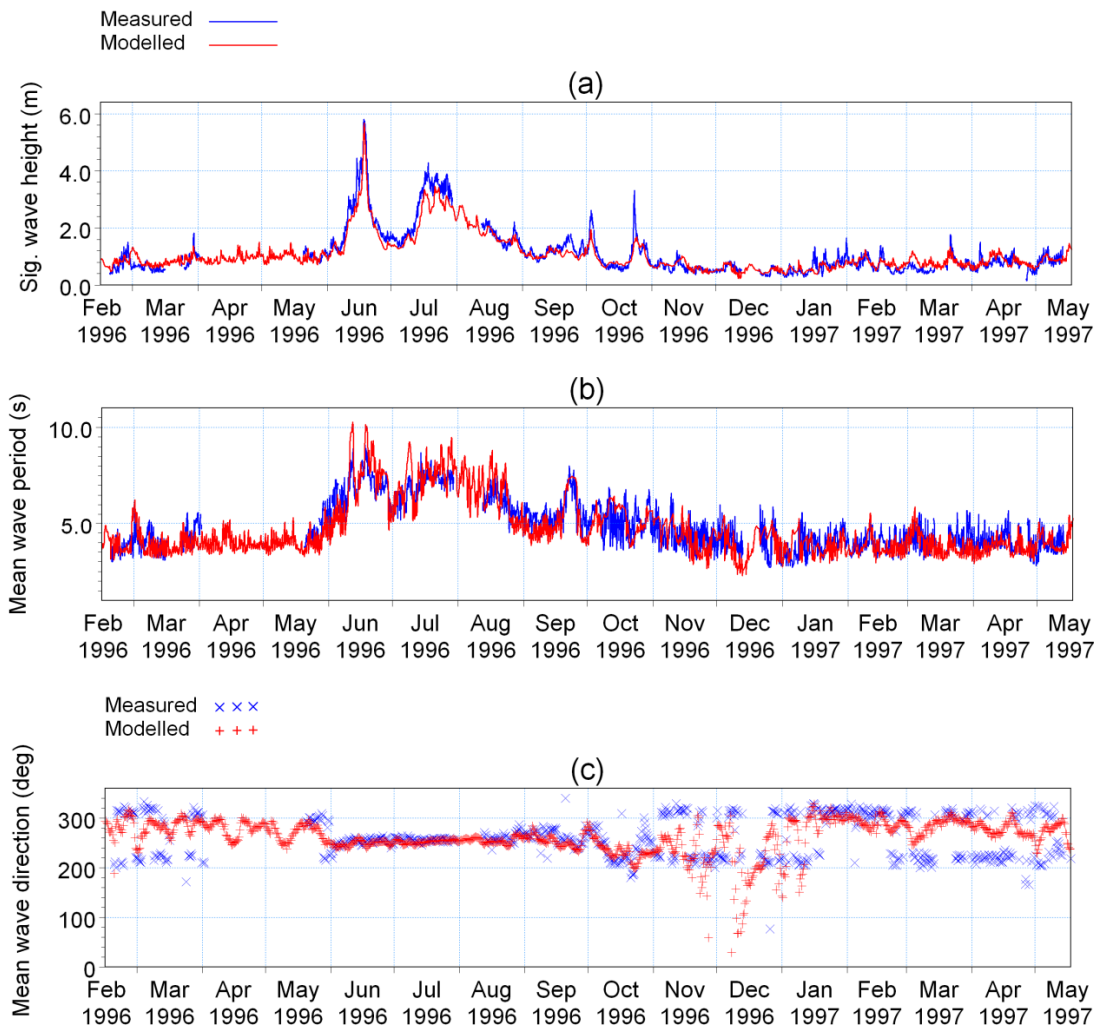 Measured
Modelled
(a)
Sig. wave height (m)
6.0
4.0
2.0
0.0
Feb Mar Apr May Jun Jul Aug Sep Oct Nov Dec Jan Feb Mar Apr May
1996 1996 1996 1996 1996 1996 1996 1996 1996 1996 1996 1997 1997 1997 1997 1997
(b)
Mean wave period (s)
10.0
5.0
Feb Mar Apr May Jun Jul Aug Sep Oct Nov Dec Jan Feb Mar Apr May
1996 1996 1996 1996 1996 1996 1996 1996 1996 1996 1996 1997 1997 1997 1997 1997
Measured
Modelled
(c)
Mean wave direction (deg)
300
200
100
0
Feb Mar Apr May Jun Jul Aug Sep Oct Nov Dec Jan Feb Mar Apr May
1996 1996 1996 1996 1996 1996 1996 1996 1996 1996 1996 1997 1997 1997 1997 1997